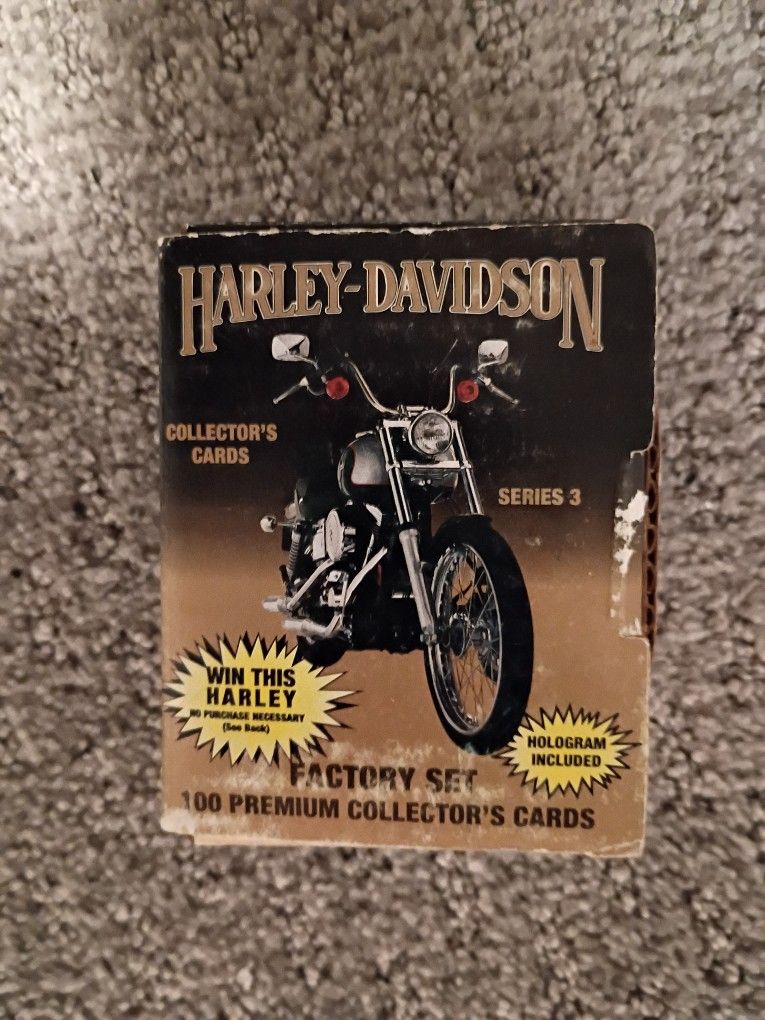 HARLEY-DAVIDSON
COLLECTOR'S
CARDS
SERIES 3
WIN THIS
HARLEY
NO PURCHASE NECESSARY
(See Back)
HOLOGRAM
INCLUDED
FACTORY SET
100 PREMIUM COLLECTOR'S CARDS